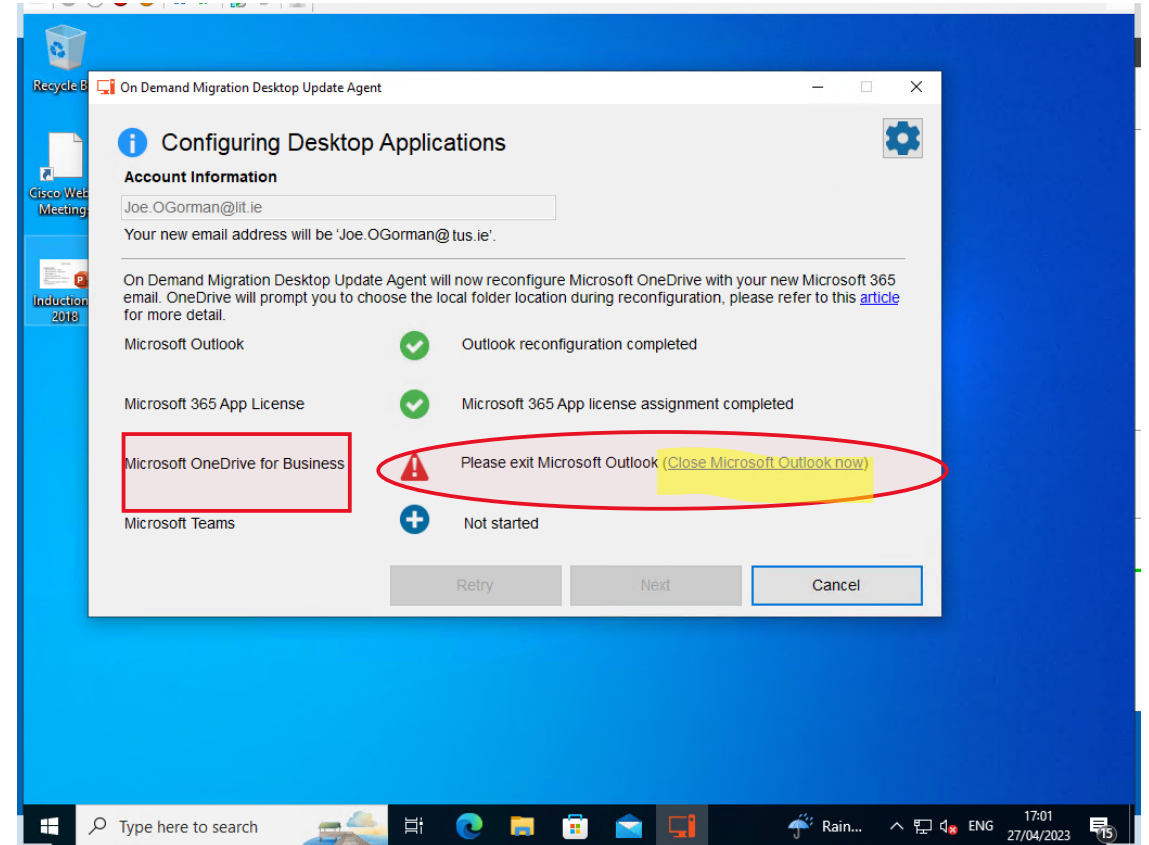 Recycle B
On Demand Migration Desktop Update Agent
Configuring Desktop Applications
Account Information
Cisco Web
Meeting
Joe.OGorman@lit.ie
Your new email address will be 'Joe.OGorman@tus.ie'.
On Demand Migration Desktop Update Agent will now reconfigure Microsoft OneDrive with your new Microsoft 365
email. OneDrive will prompt you to choose the local folder location during reconfiguration, please refer to this article
for more detail.
Induction
2018
Microsoft Outlook
Outlook reconfiguration completed
Microsoft 365 App License
Microsoft 365 App license assignment completed
Microsoft OneDrive for Business
Please exit Microsoft Outlook (Close Microsoft Outlook now)
Microsoft Teams
Not started
Retry
Next
Cancel
Type here to search
Rain...
ENG
17:01
27/04/2023
15